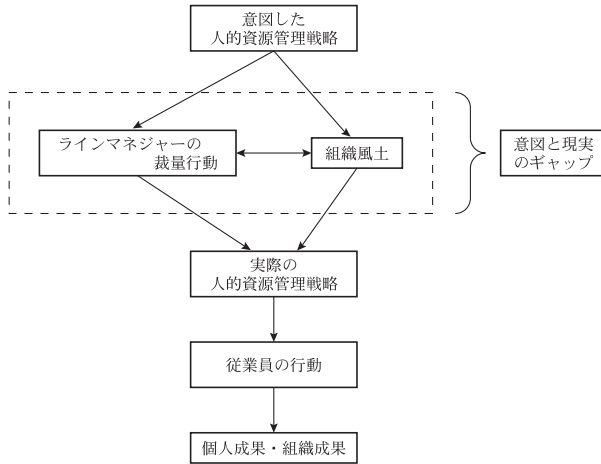 意図した
人的資源管理戦略
ラインマネジャーの
裁量行動
組織風土
意図と現実
のギャップ
実際の
人的資源管理戦略
従業員の行動
個人成果・組織成果